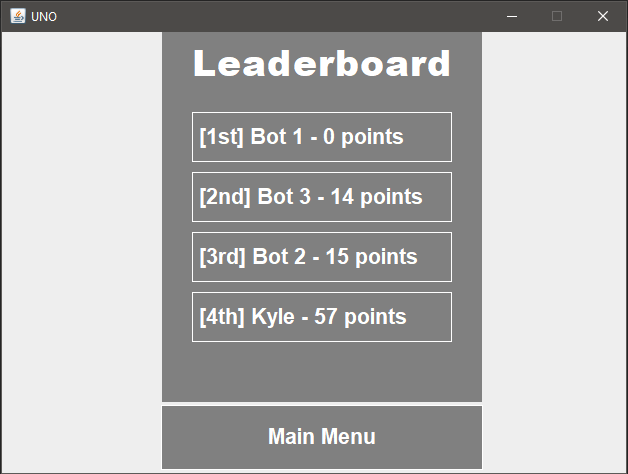 UNO
Leaderboard
[1st] Bot 1 - 0 points
[2nd] Bot 3 - 14 points
[3rd] Bot 2 - 15 points
[4th] Kyle - 57 points
Main Menu